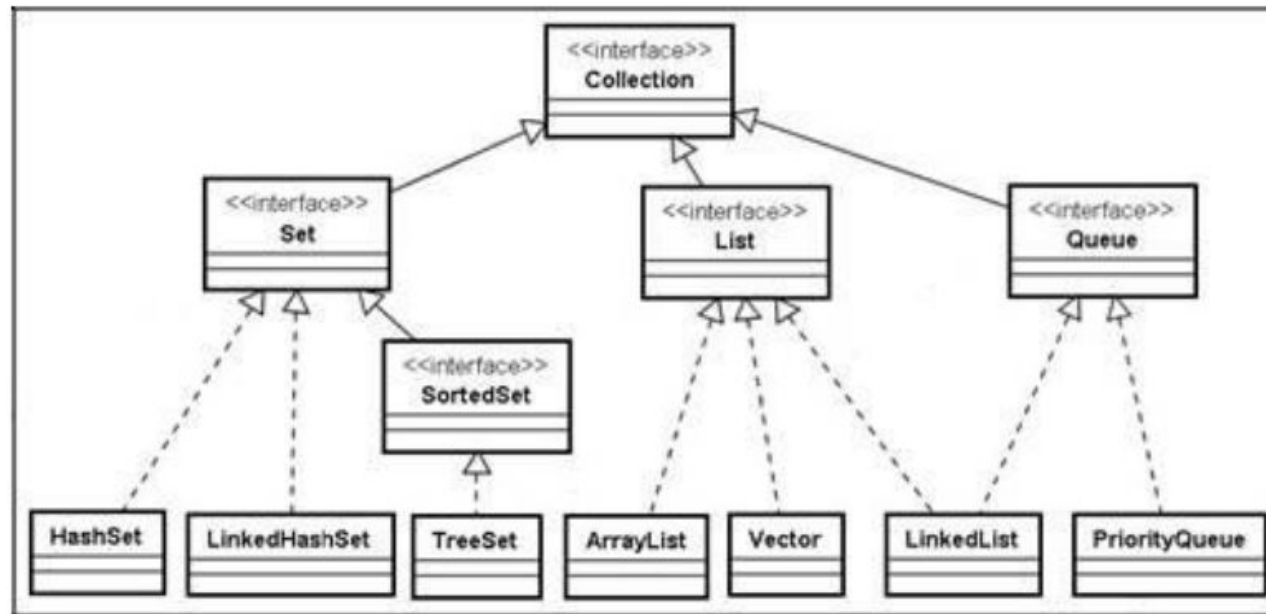 <<interface>>
Collection
<<interface>>
Set
<<interface>>
List
<<interface>>
Queue
<<interface>>
SortedSet
HashSet
LinkedHashSet
TreeSet
ArrayList
Vector
LinkedList
PriorityQueue